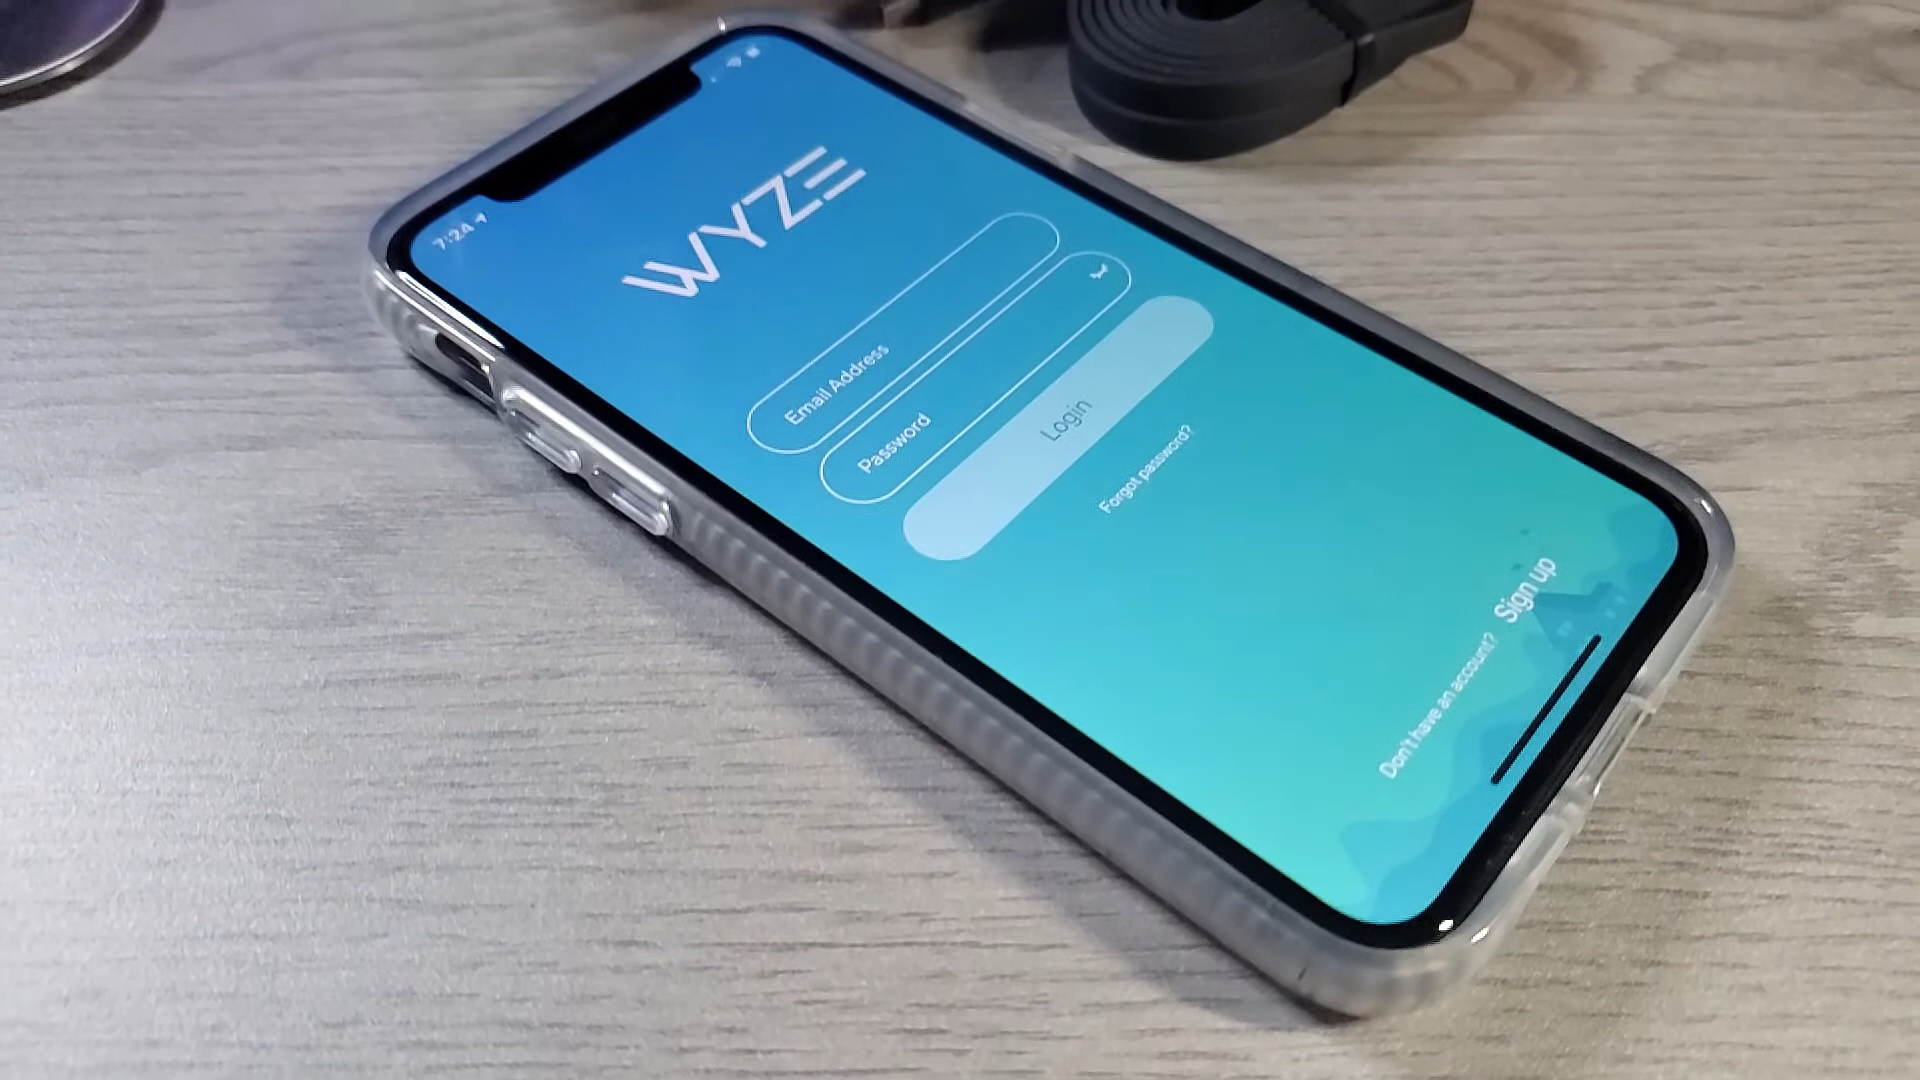 7:24
WYZE
Email Address
Password
Login
Forgot password?
Don't have an account? Sign up